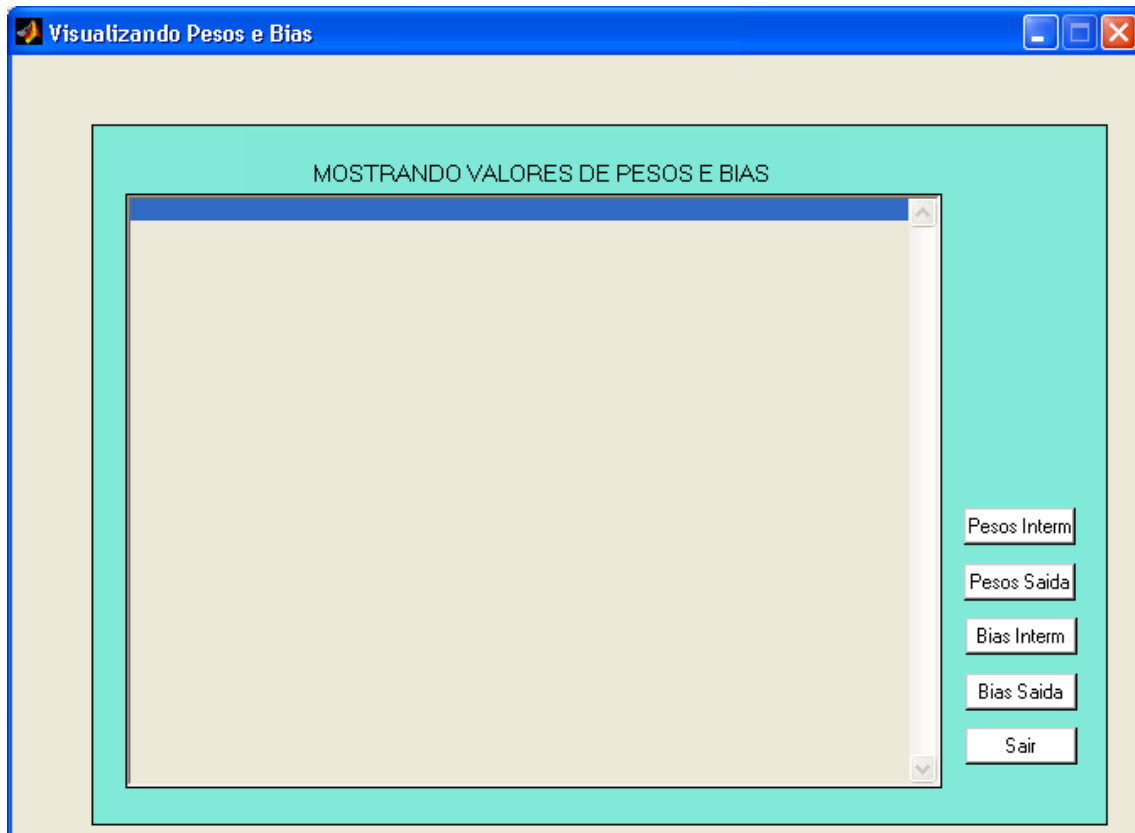 Visualizando Pesos e Bias
MOSTRANDO VALORES DE PESOS E BIAS
Pesos Interm
Pesos Saida
Bias Interm
Bias Saida
Sair